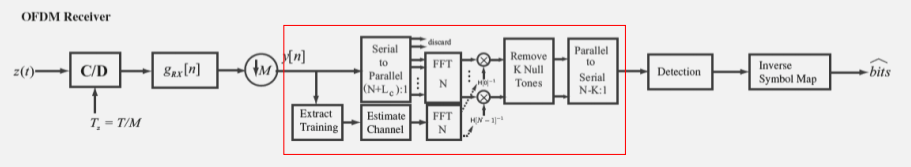 OFDM Receiver
z(t)
C/D
T_s = T/M
g_RX[n]
↓M
y[n]
Serial
to
Parallel
(N+L_c):1
discard
FFT
N
H[0]^-1
H[N – 1]^-1
Remove
K Null
Tones
Parallel
to
Serial
N-K:1
Detection
Inverse
Symbol Map
bits
Extract
Training
Estimate
Channel
FFT
N